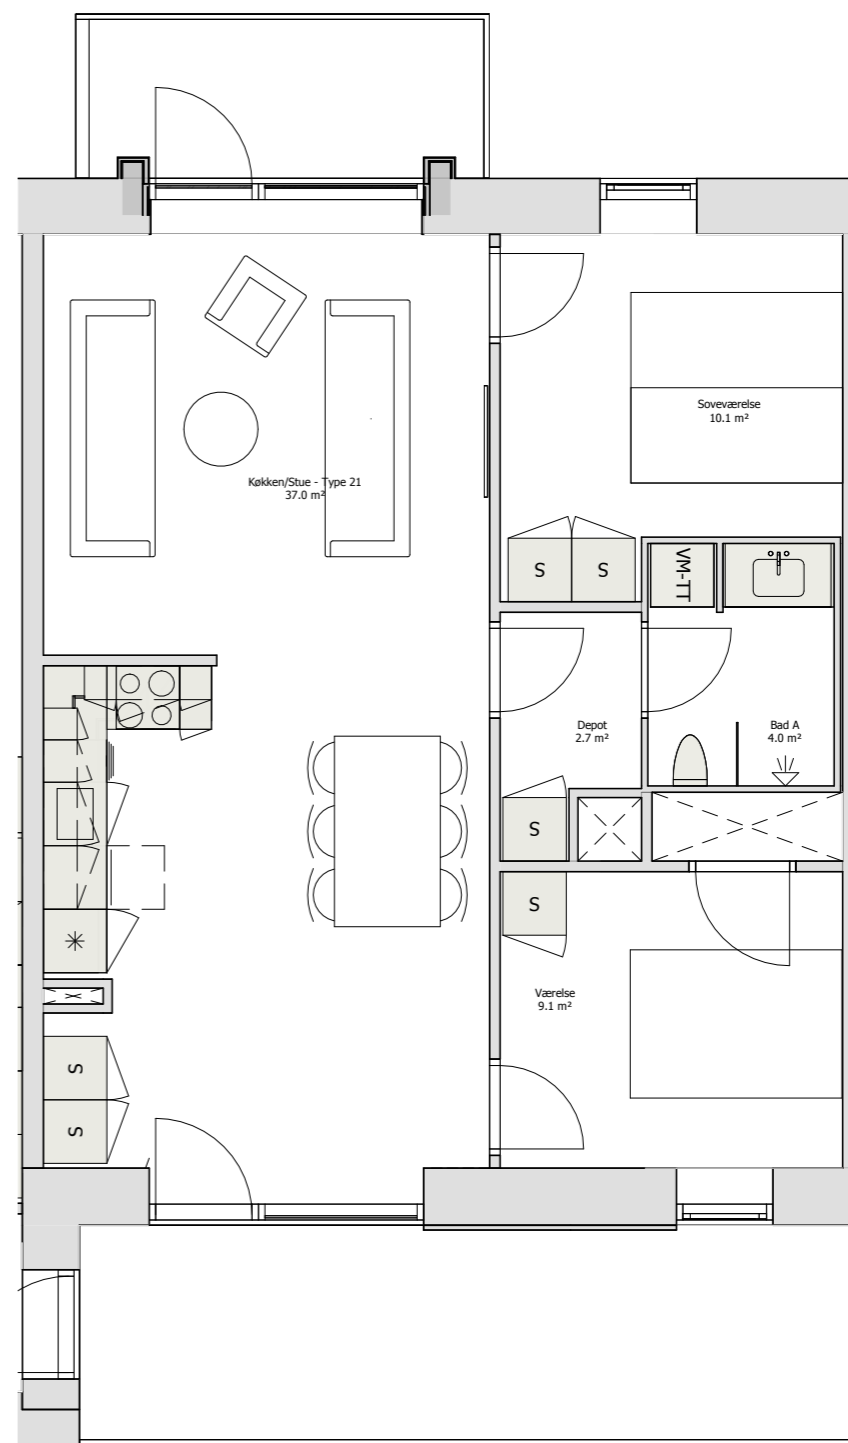 Soveværelse
10.1 m²
Køkken/Stue - Type 21
37.0 m²
S
S
VM-TT
Depot
2.7 m²
Bad A
4.0 m²
S
S
Værelse
9.1 m²
S
S